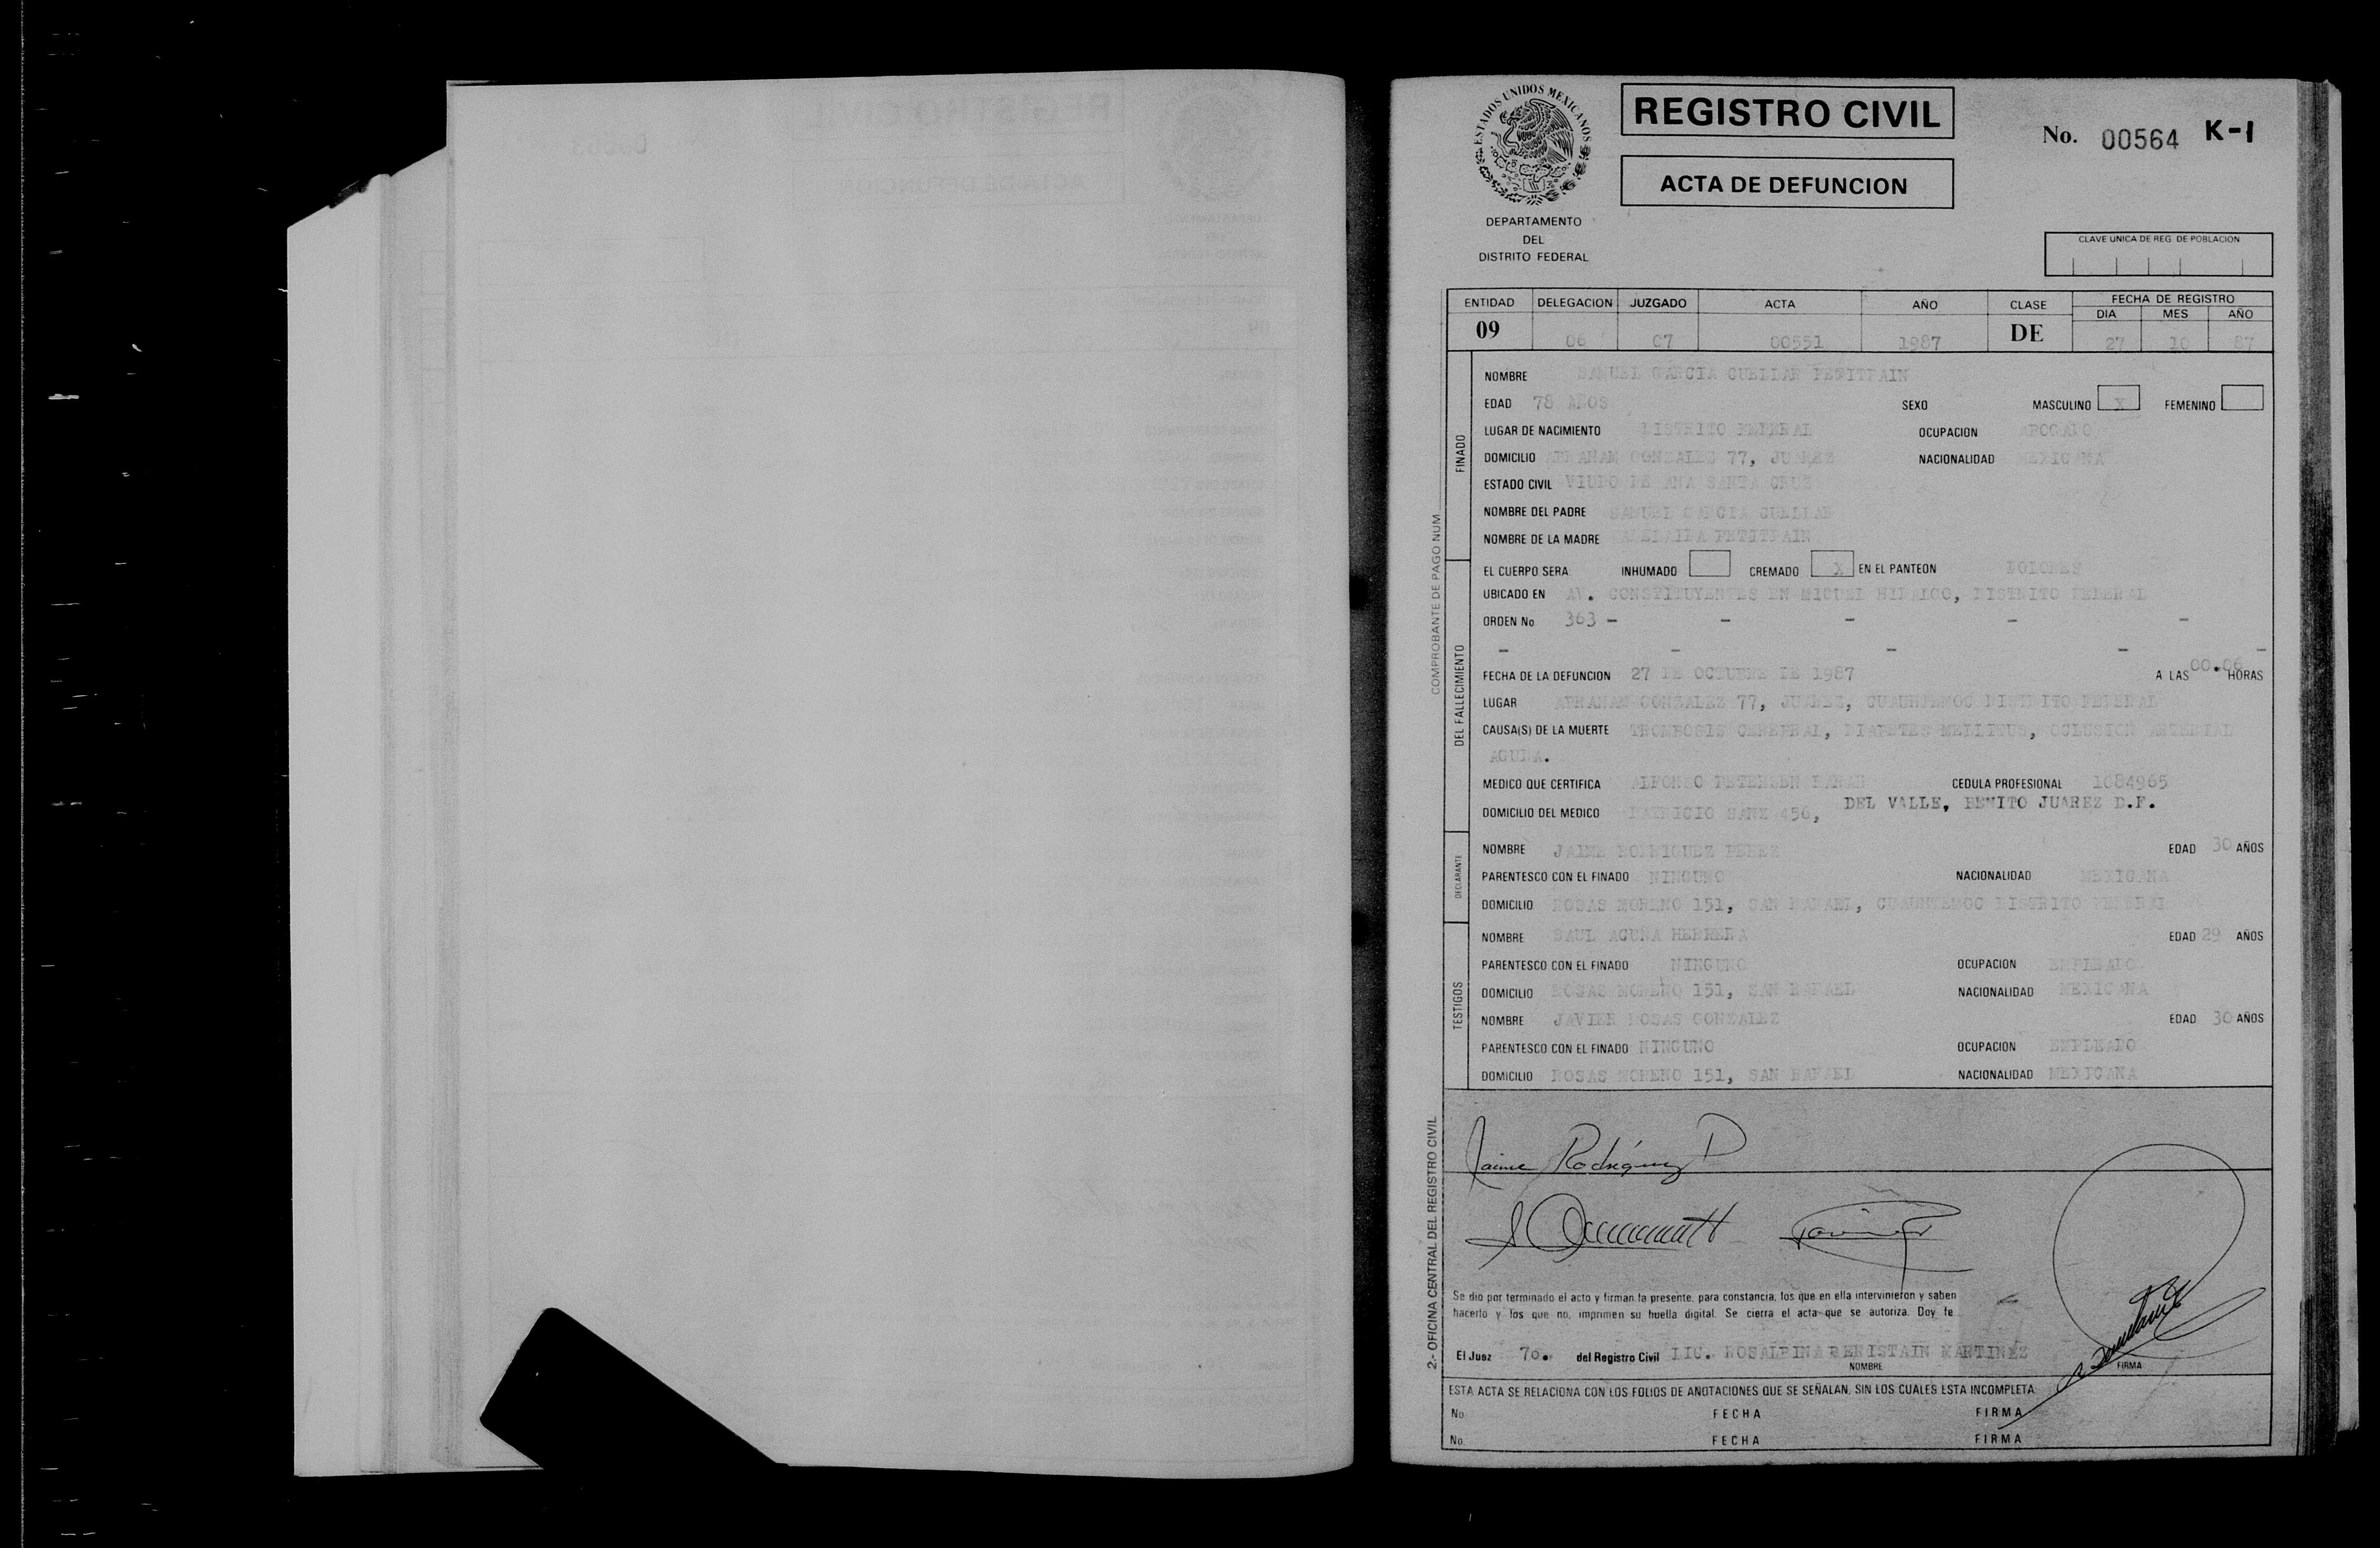 ESTADOS UNIDOS MEXICANOS
REGISTRO CIVIL
ACTA DE DEFUNCION
No. 00564 K-1
DEPARTAMENTO
DEL
DISTRITO FEDERAL
CLAVE UNICA DE REG. DE POBLACION
ENTIDAD DELEGACION JUZGADO ACTA AÑO CLASE FECHA DE REGISTRO
DIA MES AÑO
09 06 07 00551 1987 DE 27 10 87
FINADO
NOMBRE SAMUEL GARCIA CUELLAR PETITPAIN
EDAD 78 AÑOS SEXO MASCULINO X FEMENINO
LUGAR DE NACIMIENTO DISTRITO FEDERAL OCUPACION ABOGADO
DOMICILIO ABRAHAM GONZALES 77, JUAREZ NACIONALIDAD MEXICANA
ESTADO CIVIL VIUDO DE ANA SANTA CRUZ
NOMBRE DEL PADRE SAMUEL GARCIA CUELLAR
NOMBRE DE LA MADRE PETITPAIN
DEL FALLECIMIENTO
EL CUERPO SERA INHUMADO CREMADO X EN EL PANTEON DOLORES
UBICADO EN AV. CONSTITUYENTES EN MIGUEL HIDALGO, DISTRITO FEDERAL
ORDEN No 363 - - - - -
- - - - -
FECHA DE LA DEFUNCION 27 DE OCTUBRE DE 1987 A LAS 00.06 HORAS
LUGAR ABRAHAM GONZALEZ 77, JUAREZ, CUAUHTEMOC DISTRITO FEDERAL
CAUSA(S) DE LA MUERTE TROMBOSIS CEREBRAL, DIABETES MELLITUS, OCLUSION ARTERIAL
AGUDA.
MEDICO QUE CERTIFICA ALFONSO PETERSEN CEDULA PROFESIONAL 1084965
DOMICILIO DEL MEDICO PATRICIO SANZ 456, DEL VALLE, BENITO JUAREZ D.F.
DECLARANTE
NOMBRE JAIME RODRIGUEZ PEREZ EDAD 30 AÑOS
PARENTESCO CON EL FINADO NINGUNO NACIONALIDAD MEXICANA
DOMICILIO ROSAS MORENO 151, SAN RAFAEL, CUAUHTEMOC DISTRITO FEDERAL
TESTIGOS
NOMBRE SAUL ACUÑA HERRERA EDAD 29 AÑOS
PARENTESCO CON EL FINADO NINGUNO OCUPACION EMPLEADO
DOMICILIO ROSAS MORENO 151, SAN RAFAEL NACIONALIDAD MEXICANA
NOMBRE JAVIER ROSAS GONZALEZ EDAD 30 AÑOS
PARENTESCO CON EL FINADO NINGUNO OCUPACION EMPLEADO
DOMICILIO ROSAS MORENO 151, SAN RAFAEL NACIONALIDAD MEXICANA
COMPROBANTE DE PAGO NUM.
2.- OFICINA CENTRAL DEL REGISTRO CIVIL
Jaime Rodríguez P
Se dio por terminado el acto y firman la presente, para constancia, los que en ella intervinieron y saben
hacerlo y los que no, imprimen su huella digital. Se cierra el acta que se autoriza. Doy fe
El Juez 7o. del Registro Civil LIC. ROSALBINA BERISTAIN MARTINEZ
NOMBRE FIRMA
ESTA ACTA SE RELACIONA CON LOS FOLIOS DE ANOTACIONES QUE SE SEÑALAN, SIN LOS CUALES ESTA INCOMPLETA
No. FECHA FIRMA
No. FECHA FIRMA